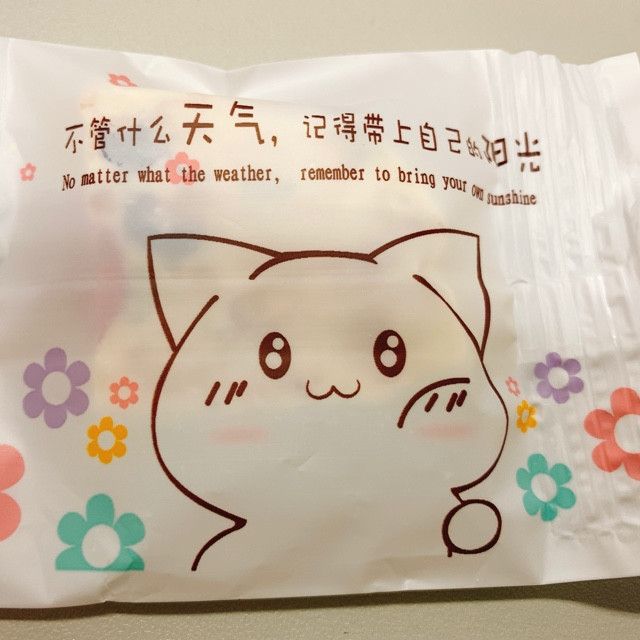 不管什么天气，记得带上自己的阳光
No matter what the weather, remember to bring your own sunshine